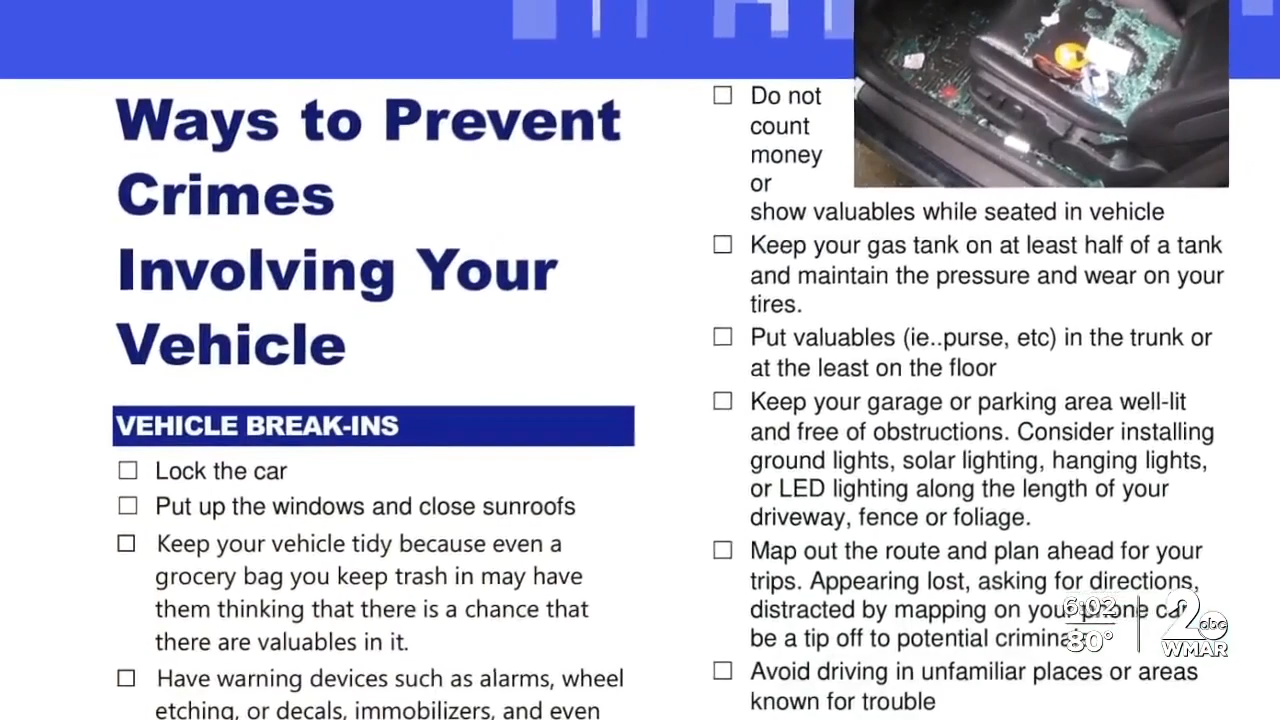 Ways to Prevent
Crimes
Involving Your
Vehicle
VEHICLE BREAK-INS
☐ Lock the car
☐ Put up the windows and close sunroofs
☐ Keep your vehicle tidy because even a
grocery bag you keep trash in may have
them thinking that there is a chance that
there are valuables in it.
☐ Have warning devices such as alarms, wheel
etching, or decals, immobilizers, and even
☐ Do not
count
money
or
show valuables while seated in vehicle
☐ Keep your gas tank on at least half of a tank
and maintain the pressure and wear on your
tires.
☐ Put valuables (ie..purse, etc) in the trunk or
at the least on the floor
☐ Keep your garage or parking area well-lit
and free of obstructions. Consider installing
ground lights, solar lighting, hanging lights,
or LED lighting along the length of your
driveway, fence or foliage.
☐ Map out the route and plan ahead for your
trips. Appearing lost, asking for directions,
distracted by mapping on your phone can
be a tip off to potential criminals
☐ Avoid driving in unfamiliar places or areas
known for trouble
6:02
80°
2 abc
WMAR